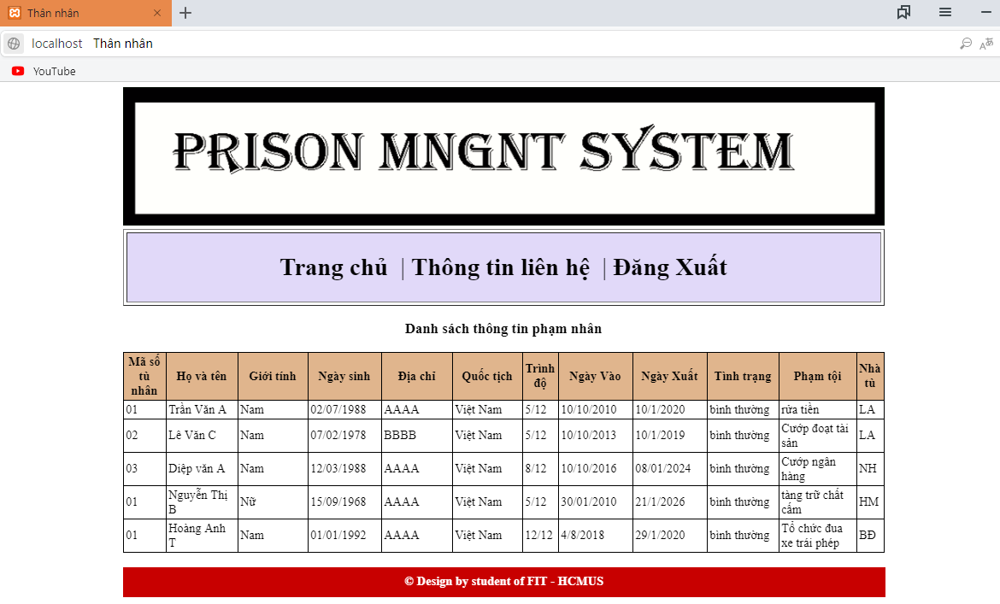 Thân nhân
localhost Thân nhân
YouTube
PRISON MNGNT SYSTEM
Trang chủ | Thông tin liên hệ | Đăng Xuất
Danh sách thông tin phạm nhân
Mã số tù nhân Họ và tên Giới tính Ngày sinh Địa chỉ Quốc tịch Trình độ Ngày Vào Ngày Xuất Tình trạng Phạm tội Nhà tù
01 Trần Văn A Nam 02/07/1988 AAAA Việt Nam 5/12 10/10/2010 10/1/2020 bình thường rửa tiền LA
02 Lê Văn C Nam 07/02/1978 BBBB Việt Nam 5/12 10/10/2013 10/1/2019 bình thường Cướp đoạt tài sản LA
03 Diệp văn A Nam 12/03/1988 AAAA Việt Nam 8/12 10/10/2016 08/01/2024 bình thường Cướp ngân hàng NH
01 Nguyễn Thị B Nữ 15/09/1968 AAAA Việt Nam 5/12 30/01/2010 21/1/2026 bình thường tàng trữ chất cấm HM
01 Hoàng Anh T Nam 01/01/1992 AAAA Việt Nam 12/12 4/8/2018 29/1/2020 bình thường Tổ chức đua xe trái phép BĐ
© Design by student of FIT - HCMUS